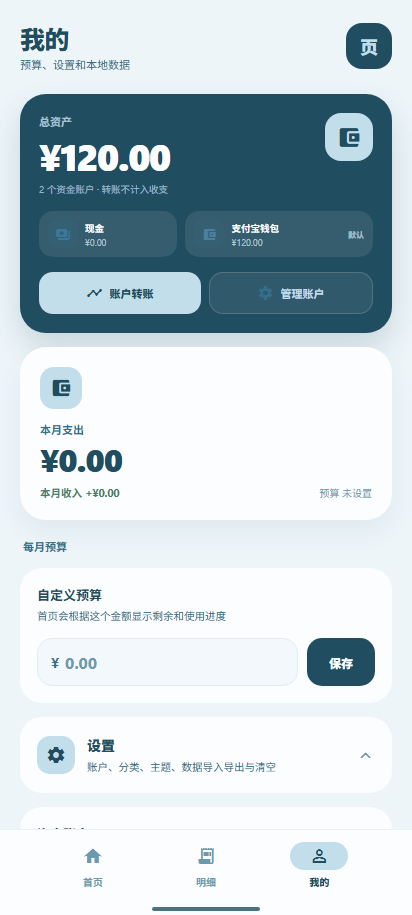 我的
预算、设置和本地数据
页
总资产
¥120.00
2 个资金账户 · 转账不计入收支
现金
¥0.00
支付宝钱包
¥120.00
默认
账户转账
管理账户
本月支出
¥0.00
本月收入 +¥0.00
预算 未设置
每月预算
自定义预算
首页会根据这个金额显示剩余和使用进度
¥ 0.00
保存
设置
账户、分类、主题、数据导入导出与清空
首页
明细
我的